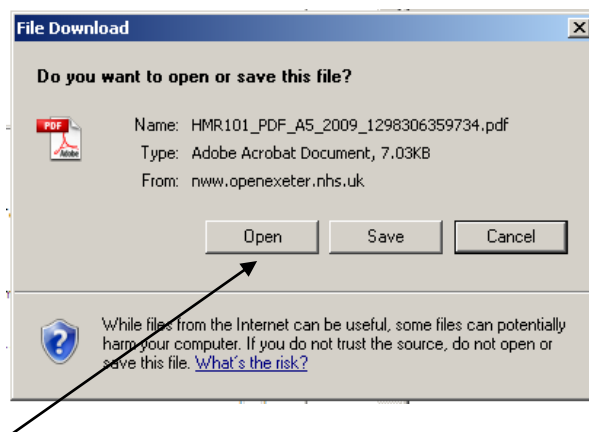 File Download
Do you want to open or save this file?
PDF
Adobe
Name: HMR101_PDF_A5_2009_1298306359734.pdf
Type: Adobe Acrobat Document, 7.03KB
From: nww.openexeter.nhs.uk
Open Save Cancel
While files from the Internet can be useful, some files can potentially
harm your computer. If you do not trust the source, do not open or
save this file. What's the risk?